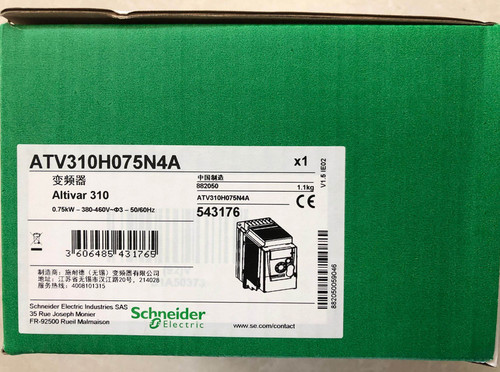 ATV310H075N4A
x1
变频器
Altivar 310
0.75kW – 380-460V~Φ3 – 50/60Hz
中国制造
882050
1.1kg
ATV310H075N4A
543176
CE
V1.5 IE02
3 606485 431765
制造商：施耐德（无锡）变频器有限公司
地址：江苏省无锡市汉江路20号，214028
服务热线：4008101315
882050059046
Schneider Electric Industries SAS
35 Rue Joseph Monier
FR-92500 Rueil Malmaison
Schneider
Electric
www.se.com/contact